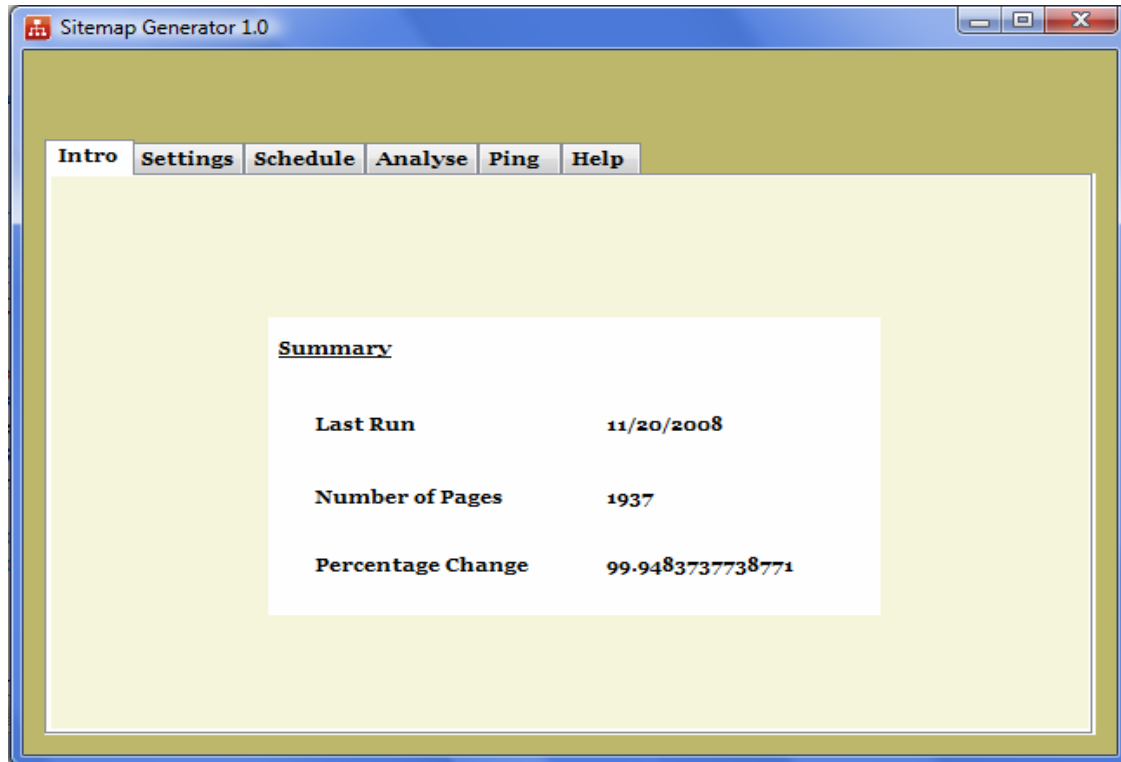 Sitemap Generator 1.0
Intro Settings Schedule Analyse Ping Help
Summary
Last Run 11/20/2008
Number of Pages 1937
Percentage Change 99.9483737738771